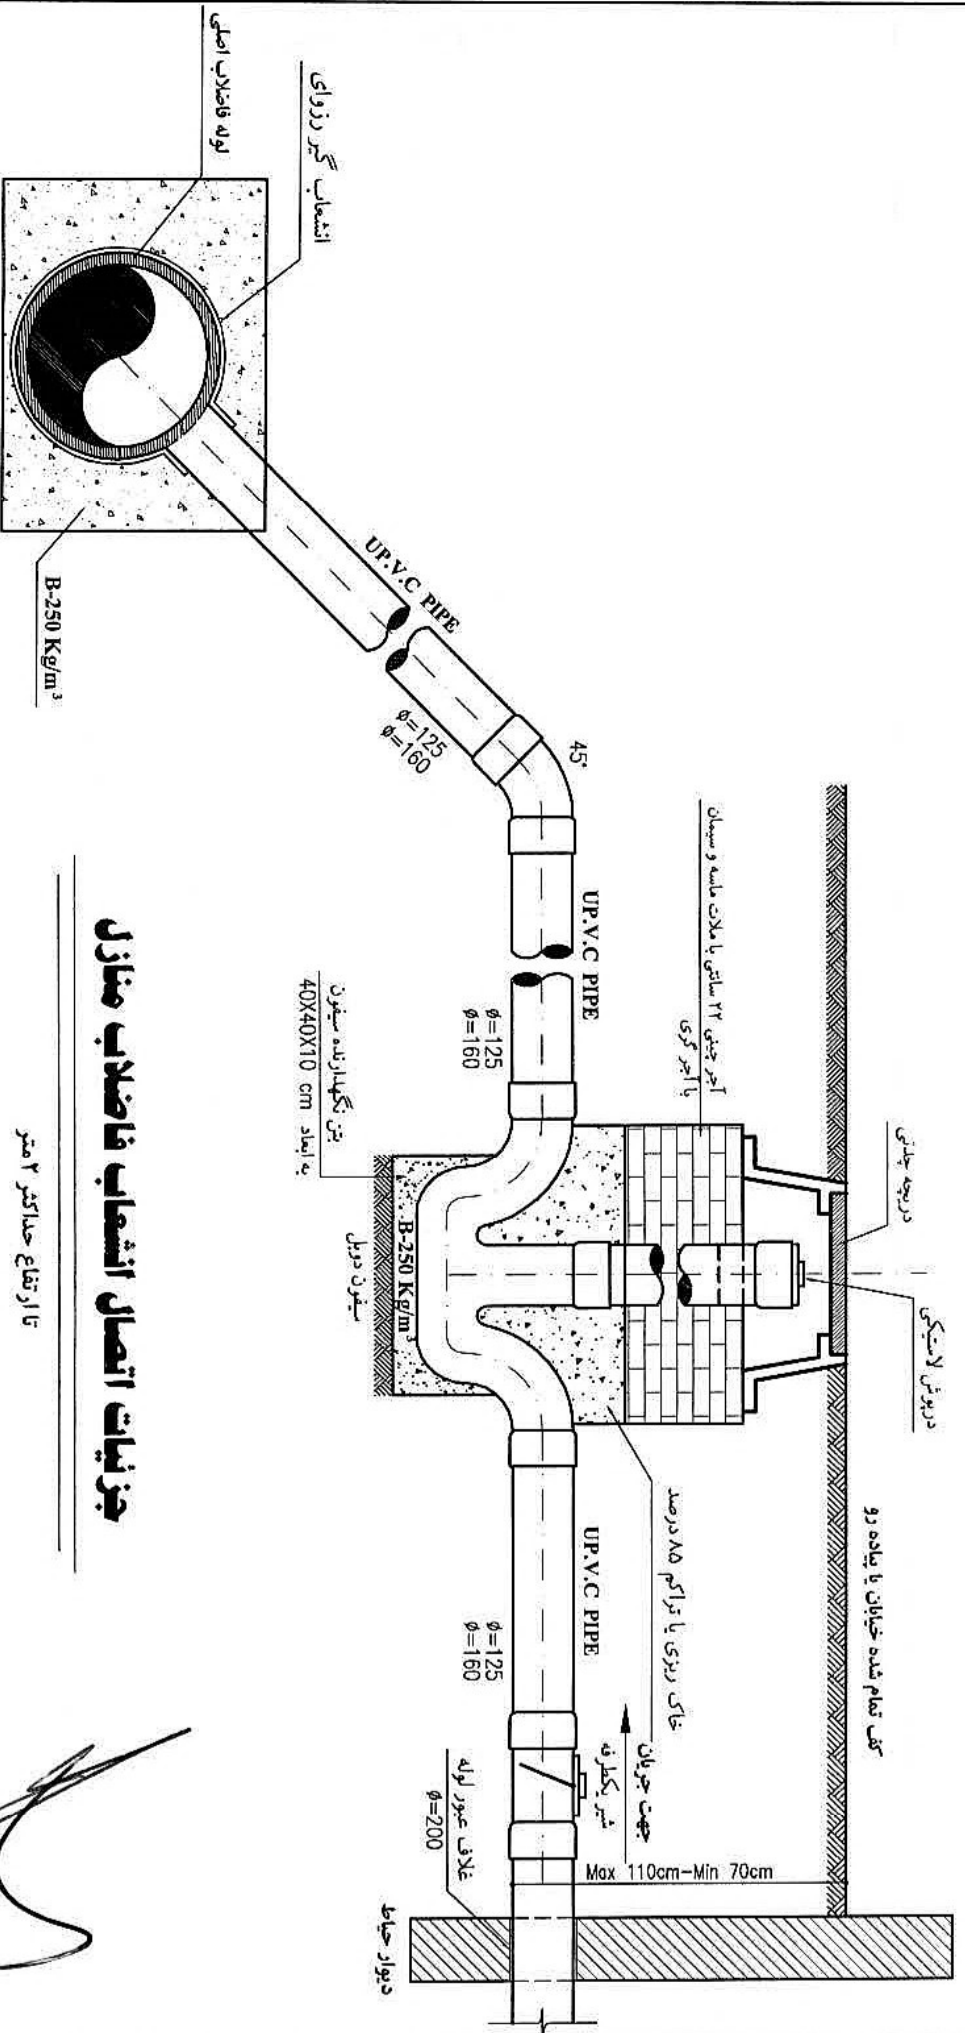 جزئیات اتصال انشعاب فاضلاب منازل
تا ارتفاع حداکثر ۲ متر
لوله فاضلاب اصلی
انشعاب گیر رزوه‌ای
B-250 Kg/m³
UP.V.C PIPE
ø=125
ø=160
45°
UP.V.C PIPE
ø=125
ø=160
آجر چینی ۲۲ سانتی با ملات ماسه و سیمان
با آجر گری
بتن نگهدارنده سیفون
به ابعاد 40X40X10 cm
B-250 Kg/m³
سیفون دوبل
دریچه چدنی
درپوش لاستیکی
کف تمام شده خیابان یا پیاده رو
خاک ریزی با تراکم ۸۵ درصد
UP.V.C PIPE
ø=125
ø=160
جهت جریان
شیر یکطرفه
غلاف عبور لوله
ø=200
Max 110cm-Min 70cm
دیوار حیاط